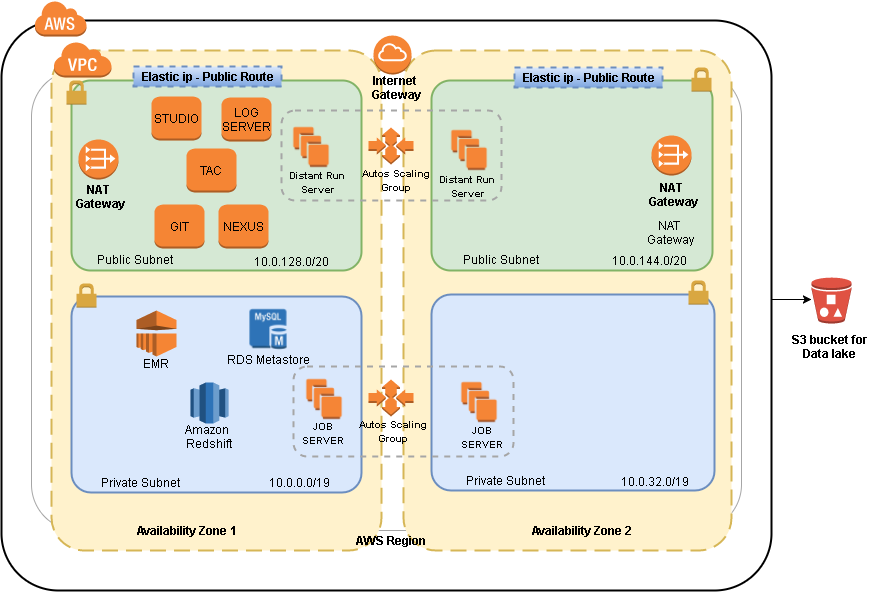 AWS
VPC
Elastic ip - Public Route
Internet
Gateway
Elastic ip - Public Route
STUDIO
LOG
SERVER
TAC
GIT
NEXUS
NAT
Gateway
Distant Run
Server
Autos Scaling
Group
Distant Run
Server
NAT
Gateway
NAT
Gateway
Public Subnet
10.0.128.0/20
Public Subnet
10.0.144.0/20
EMR
MySQL
M
RDS Metastore
Amazon
Redshift
JOB
SERVER
Autos Scaling
Group
JOB
SERVER
Private Subnet
10.0.0.0/19
Private Subnet
10.0.32.0/19
Availability Zone 1
AWS Region
Availability Zone 2
S3 bucket for
Data lake